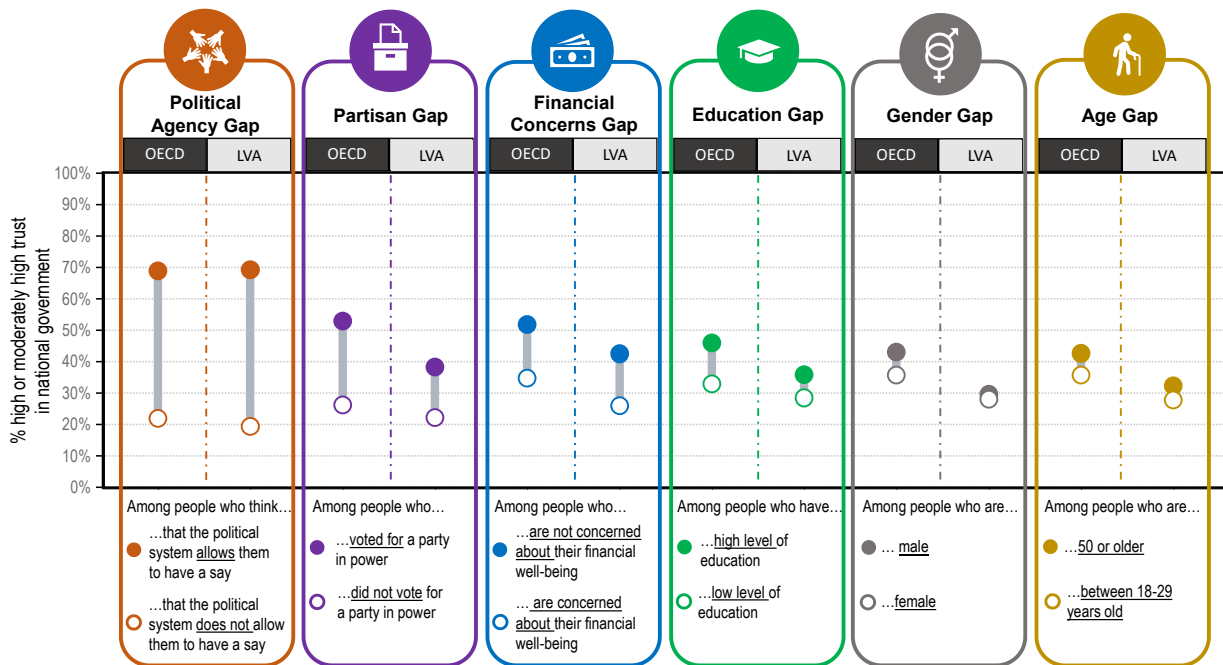 Political
Agency Gap
Partisan Gap
Financial
Concerns Gap
Education Gap
Gender Gap
Age Gap
OECD
LVA
OECD
LVA
OECD
LVA
OECD
LVA
OECD
LVA
OECD
LVA
% high or moderately high trust
in national government
100%
90%
80%
70%
60%
50%
40%
30%
20%
10%
0%
Among people who think…
…that the political
system allows them
to have a say
…that the political
system does not allow
them to have a say
Among people who…
…voted for a party
in power
…did not vote for
a party in power
Among people who…
…are not concerned
about their financial
well-being
… are concerned
about their financial
well-being
Among people who have…
…high level of
education
…low level of
education
Among people who are…
… male
…female
Among people who are…
…50 or older
…between 18-29
years old